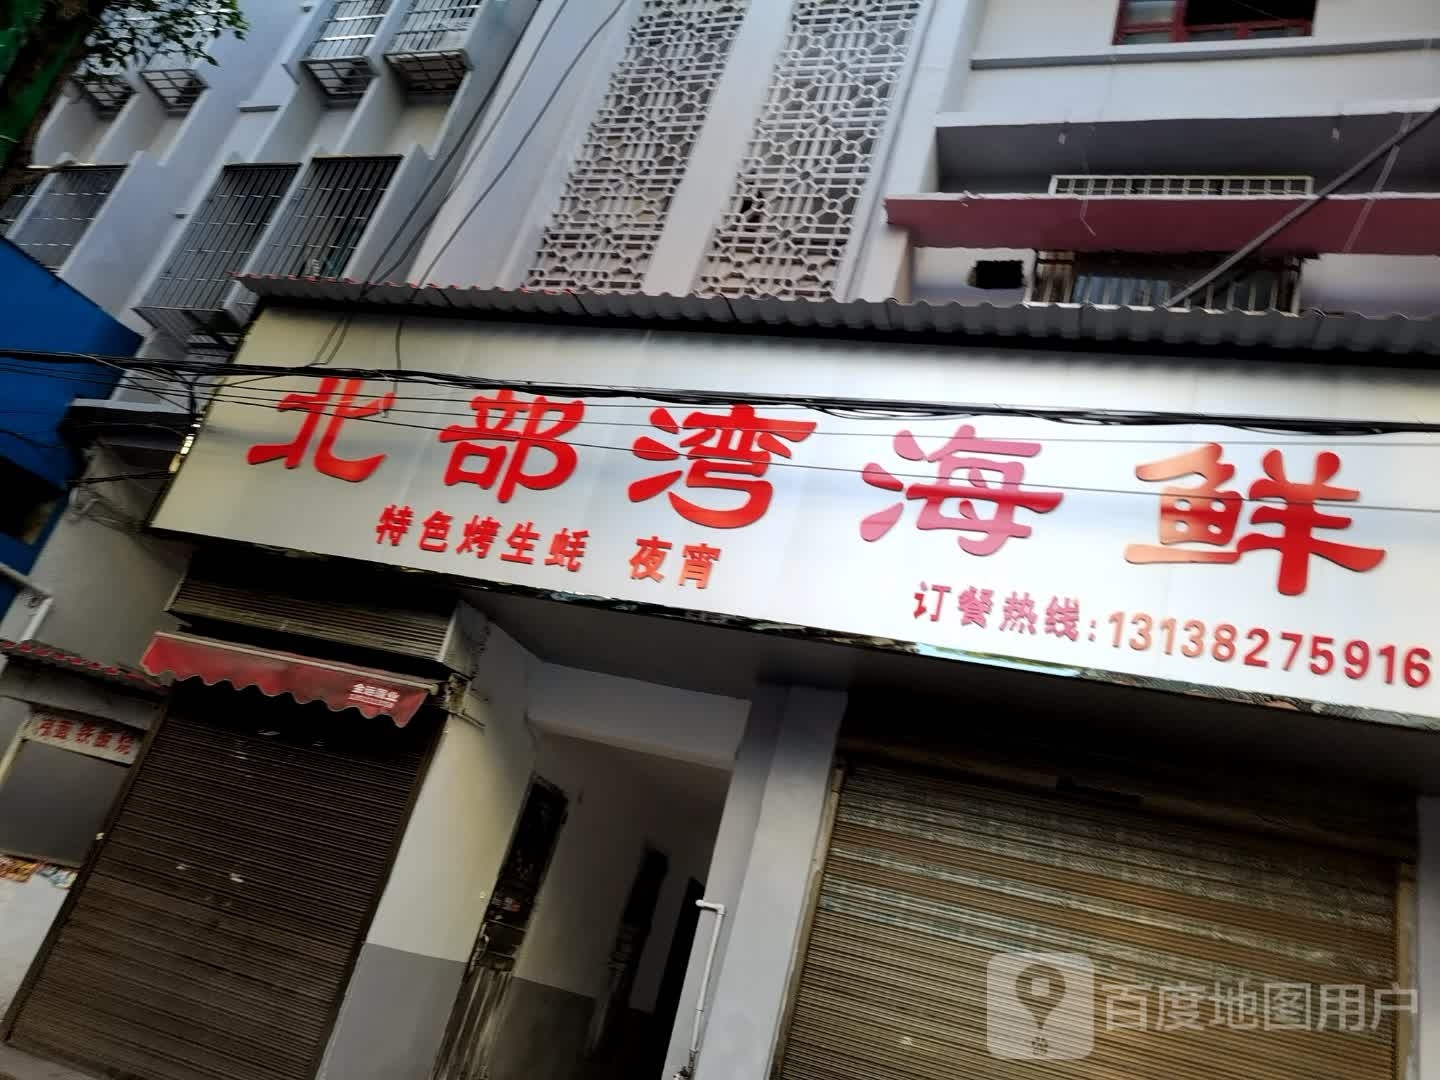 北部湾海鲜
特色烤生蚝 夜宵
订餐热线:13138275916
百度地图用户